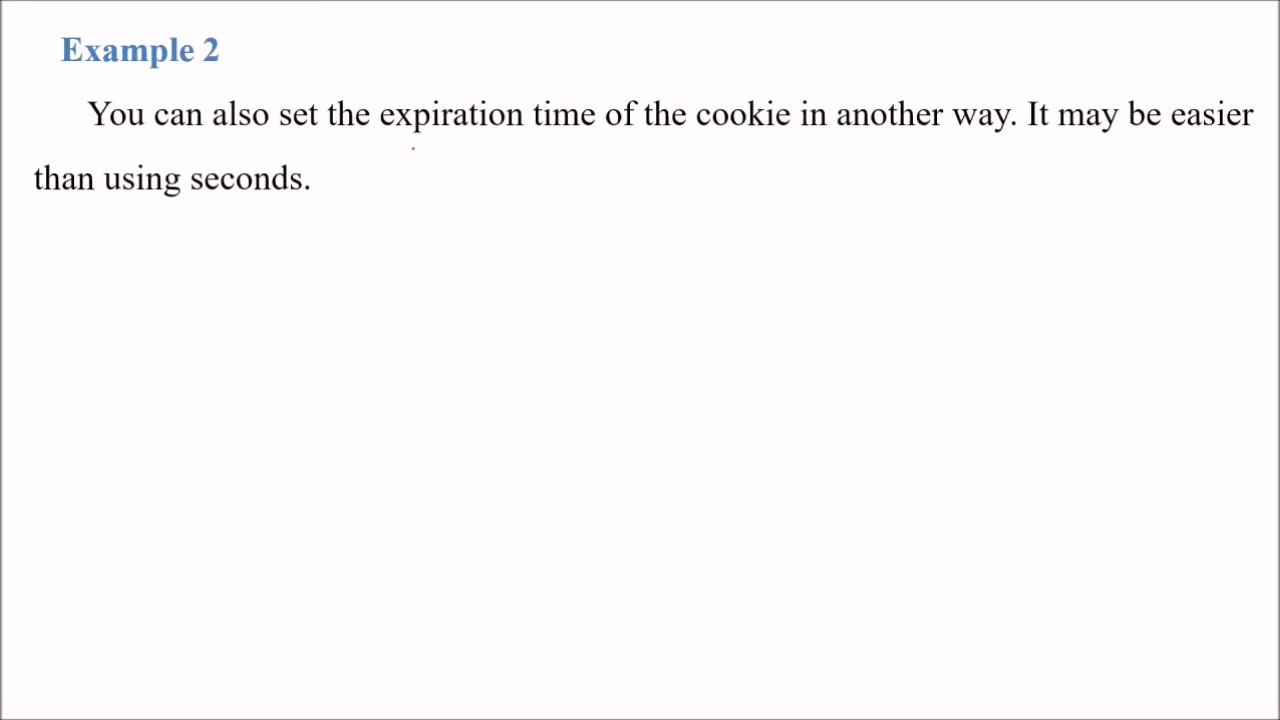 Example 2
You can also set the expiration time of the cookie in another way. It may be easier
than using seconds.